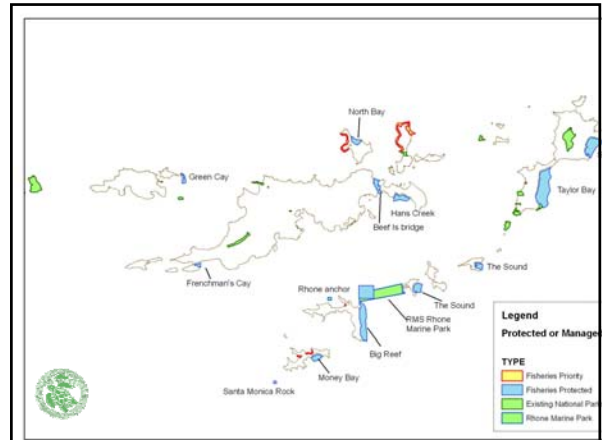 North Bay
Green Cay
Taylor Bay
Hans Creek
Beef Is bridge
The Sound
Frenchman's Cay
Rhone anchor
The Sound
RMS Rhone
Marine Park
Big Reef
Money Bay
Santa Monica Rock
Legend
Protected or Managed
TYPE
Fisheries Priority
Fisheries Protected
Existing National Park
Rhone Marine Park